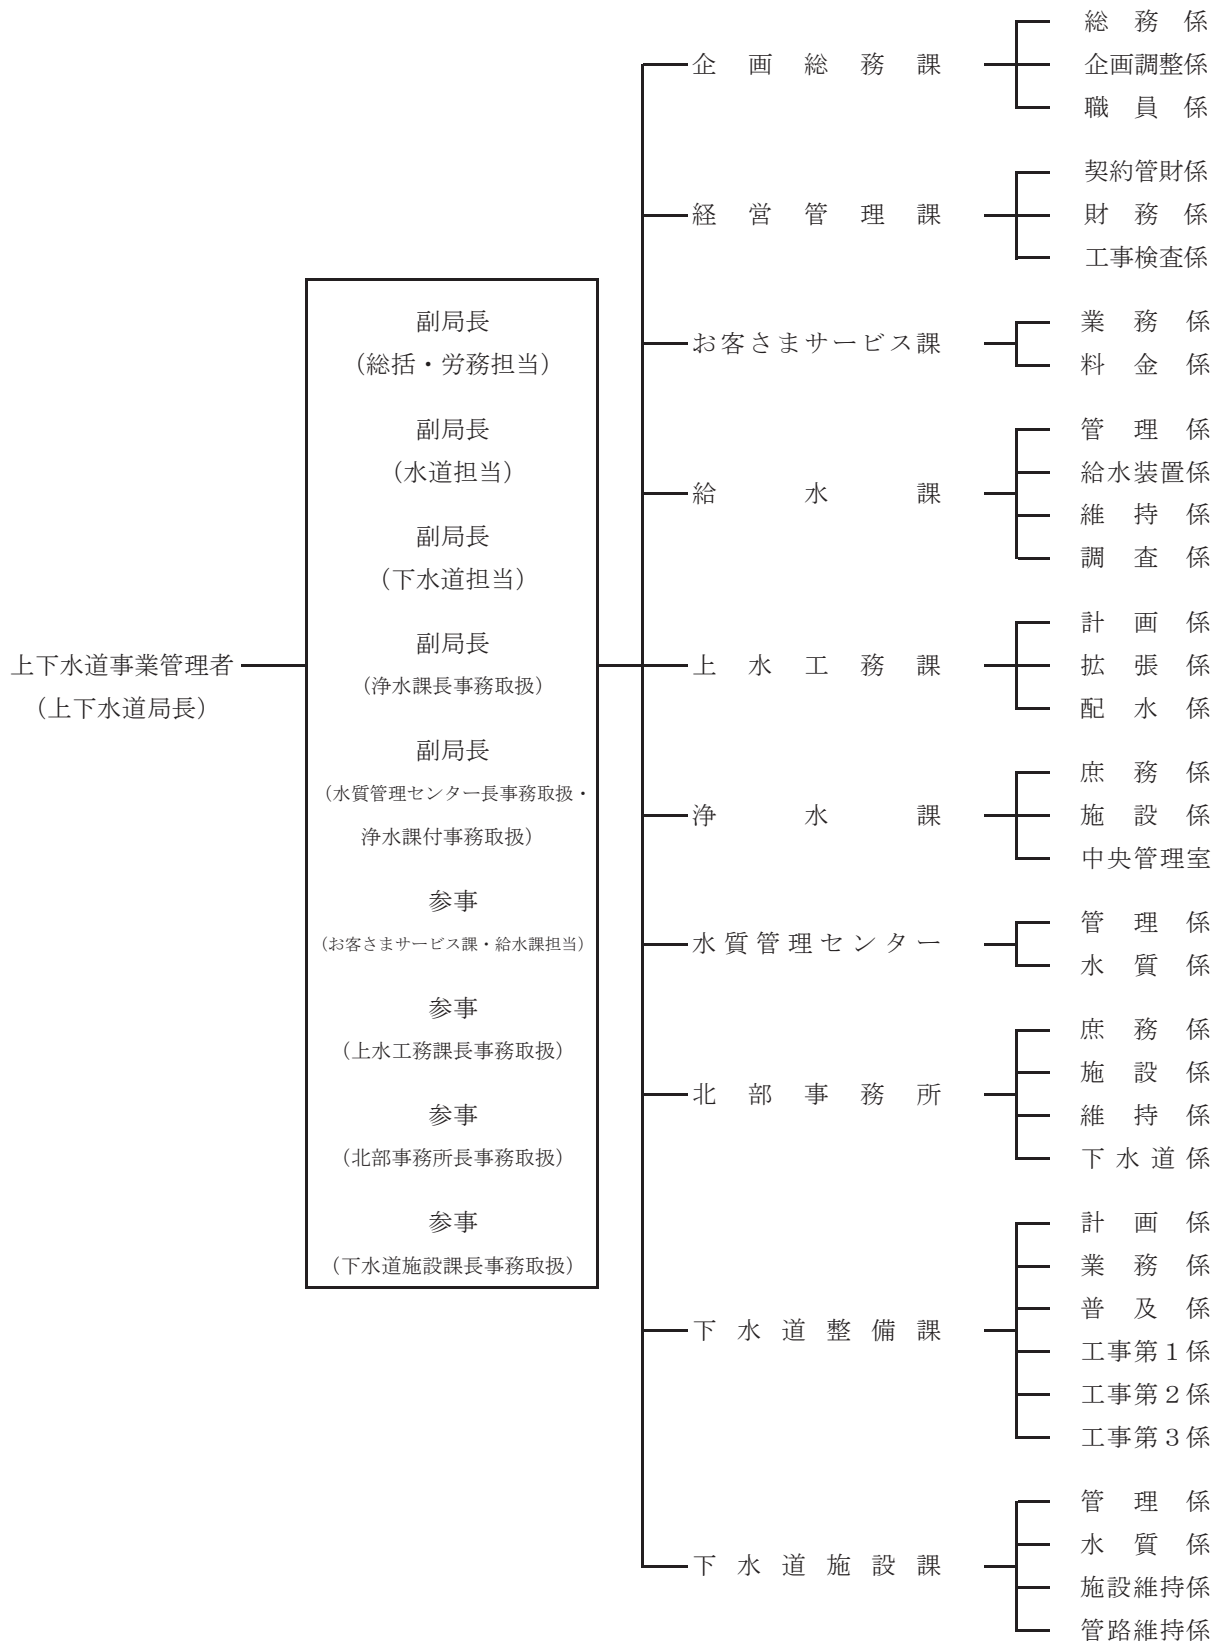 上下水道事業管理者
（上下水道局長）
副局長
（総括・労務担当）
副局長
（水道担当）
副局長
（下水道担当）
副局長
（浄水課長事務取扱）
副局長
（水質管理センター長事務取扱・
浄水課付事務取扱）
参事
（お客さまサービス課・給水課担当）
参事
（上水工務課長事務取扱）
参事
（北部事務所長事務取扱）
参事
（下水道施設課長事務取扱）
企画総務課
総務係
企画調整係
職員係
経営管理課
契約管財係
財務係
工事検査係
お客さまサービス課
業務係
料金係
給水課
管理係
給水装置係
維持係
調査係
上水工務課
計画係
拡張係
配水係
浄水課
庶務係
施設係
中央管理室
水質管理センター
管理係
水質係
北部事務所
庶務係
施設係
維持係
下水道係
下水道整備課
計画係
業務係
普及係
工事第１係
工事第２係
工事第３係
下水道施設課
管理係
水質係
施設維持係
管路維持係